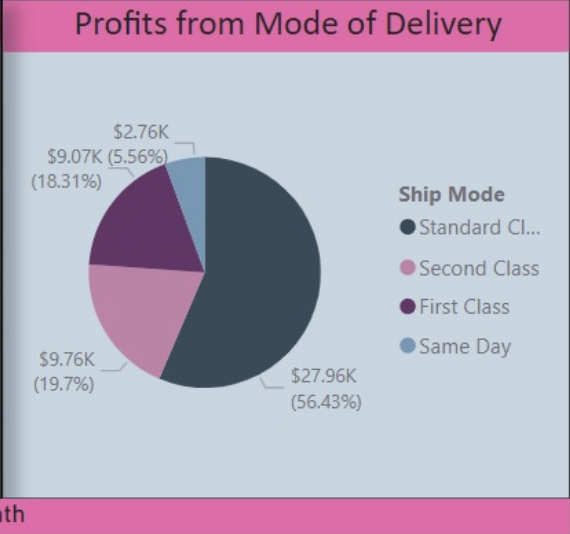 Profits from Mode of Delivery
$2.76K
(5.56%)
$9.07K
(18.31%)
$9.76K
(19.7%)
$27.96K
(56.43%)
Ship Mode
Standard Cl...
Second Class
First Class
Same Day